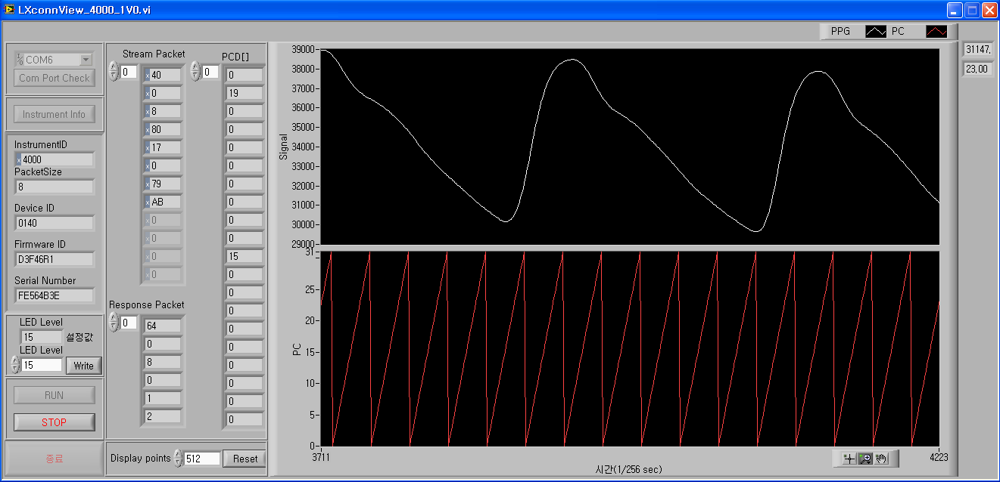 LXconnView_4000_1V0.vi
PPG PC
COM6
Com Port Check
Instrument Info
InstrumentID
x 4000
PacketSize
8
Device ID
0140
Firmware ID
D3F46R1
Serial Number
FE564B3E
LED Level
15 설정값
LED Level
15 Write
RUN
STOP
종료
Stream Packet
0
x 40
x 0
x 8
x 80
x 17
x 0
x 79
x AB
x 0
x 0
x 0
x 0
Response Packet
0
64
0
8
0
1
2
PCD[]
0
0
19
0
0
0
0
0
0
0
0
15
0
0
0
0
0
0
0
0
0
Display points 512 Reset
Signal
39000
38000
37000
36000
35000
34000
33000
32000
31000
30000
29000
PC
31
25
20
15
10
5
0
3711 4223
시간(1/256 sec)
31147,
23,00